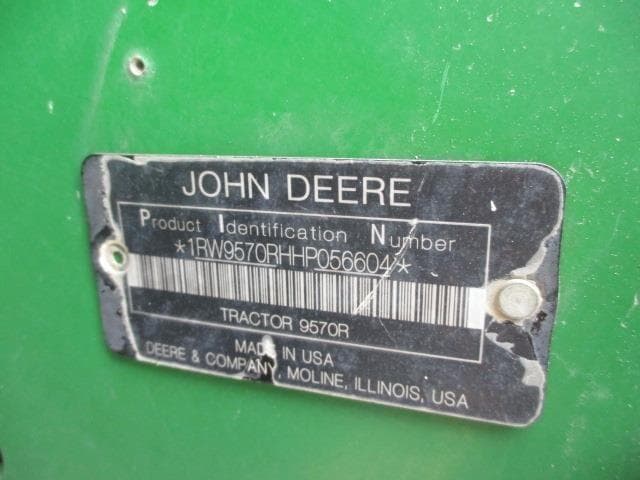 JOHN DEERE
Product Identification Number
*1RW9570RHHP056604*
TRACTOR 9570R
MADE IN USA
DEERE & COMPANY, MOLINE, ILLINOIS, USA